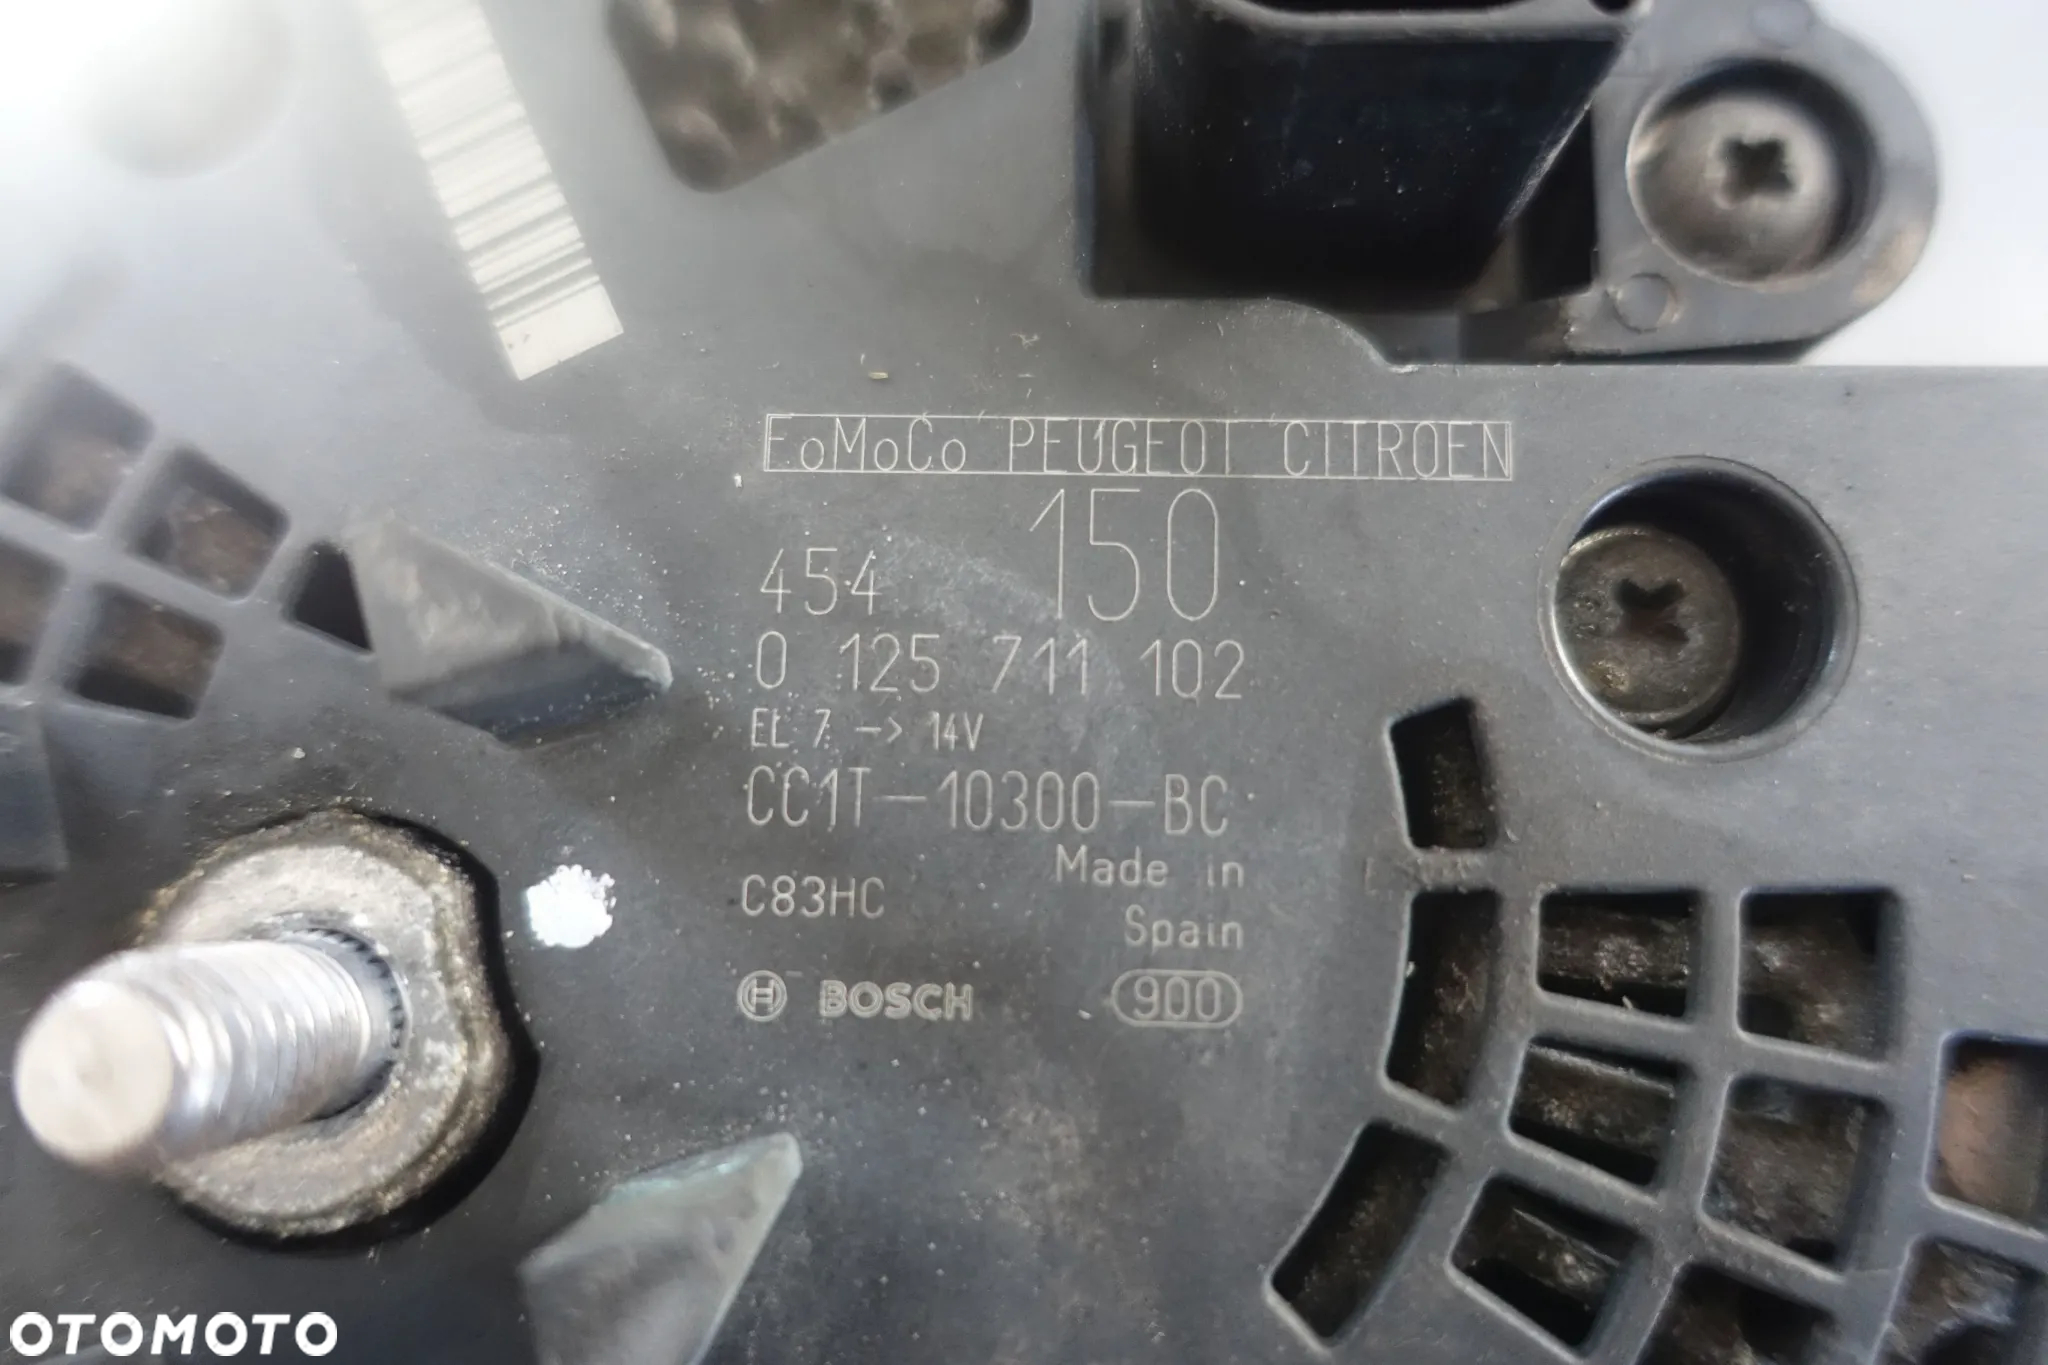 FoMoCo PEUGEOT CITROEN
454 150
0 125 711 102
EL 7 -> 14V
CC1T-10300-BC
C83HC
Made in
Spain
BOSCH 900
OTOMOTO